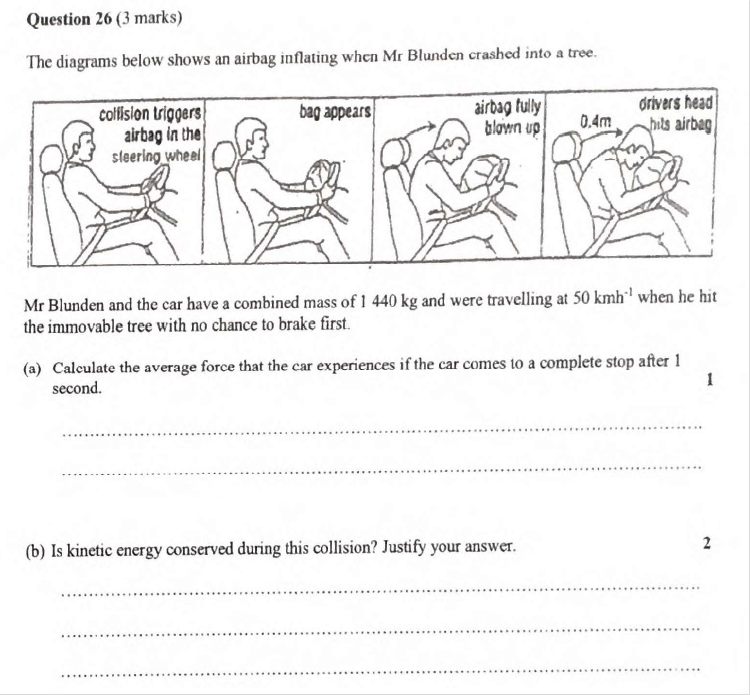 Question 26 (3 marks)
The diagrams below shows an airbag inflating when Mr Blunden crashed into a tree.
collision triggers
airbag in the
steering wheel
bag appears
airbag fully
blown up
0.4m
drivers head
hits airbag
Mr Blunden and the car have a combined mass of 1 440 kg and were travelling at 50 kmh⁻¹ when he hit
the immovable tree with no chance to brake first.
(a) Calculate the average force that the car experiences if the car comes to a complete stop after 1
second.
1
(b) Is kinetic energy conserved during this collision? Justify your answer.
2